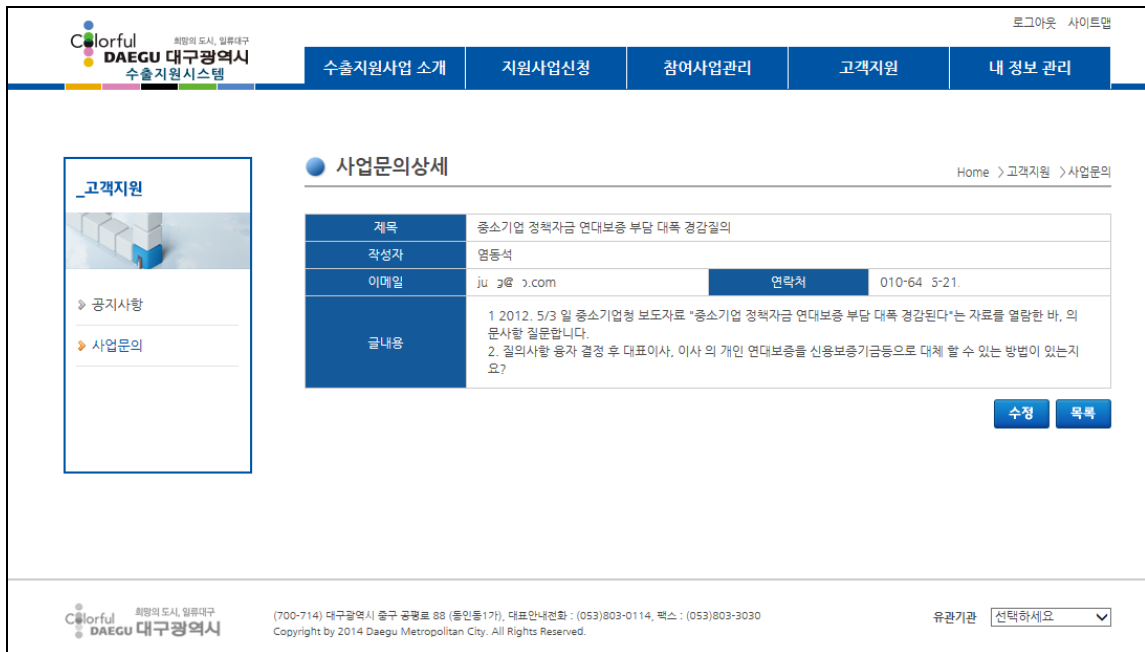 로그아웃 사이트맵
Colorful 희망의 도시, 일류대구
DAEGU 대구광역시
수출지원시스템
수출지원사업 소개 지원사업신청 참여사업관리 고객지원 내 정보 관리
_고객지원
공지사항
사업문의
사업문의상세
Home 〉고객지원 〉사업문의
제목 중소기업 정책자금 연대보증 부담 대폭 경감질의
작성자 염동석
이메일 ju g@ .com 연락처 010-64 5-21.
글내용
1 2012. 5/3 일 중소기업청 보도자료 "중소기업 정책자금 연대보증 부담 대폭 경감된다"는 자료를 열람한 바, 의
문사항 질문합니다.
2. 질의사항 융자 결정 후 대표이사, 이사 의 개인 연대보증을 신용보증기금등으로 대체 할 수 있는 방법이 있는지
요?
수정 목록
Colorful 희망의 도시, 일류대구
DAEGU 대구광역시
(700-714) 대구광역시 중구 공평로 88 (동인동1가), 대표안내전화 : (053)803-0114, 팩스 : (053)803-3030
Copyright by 2014 Daegu Metropolitan City. All Rights Reserved.
유관기관 선택하세요